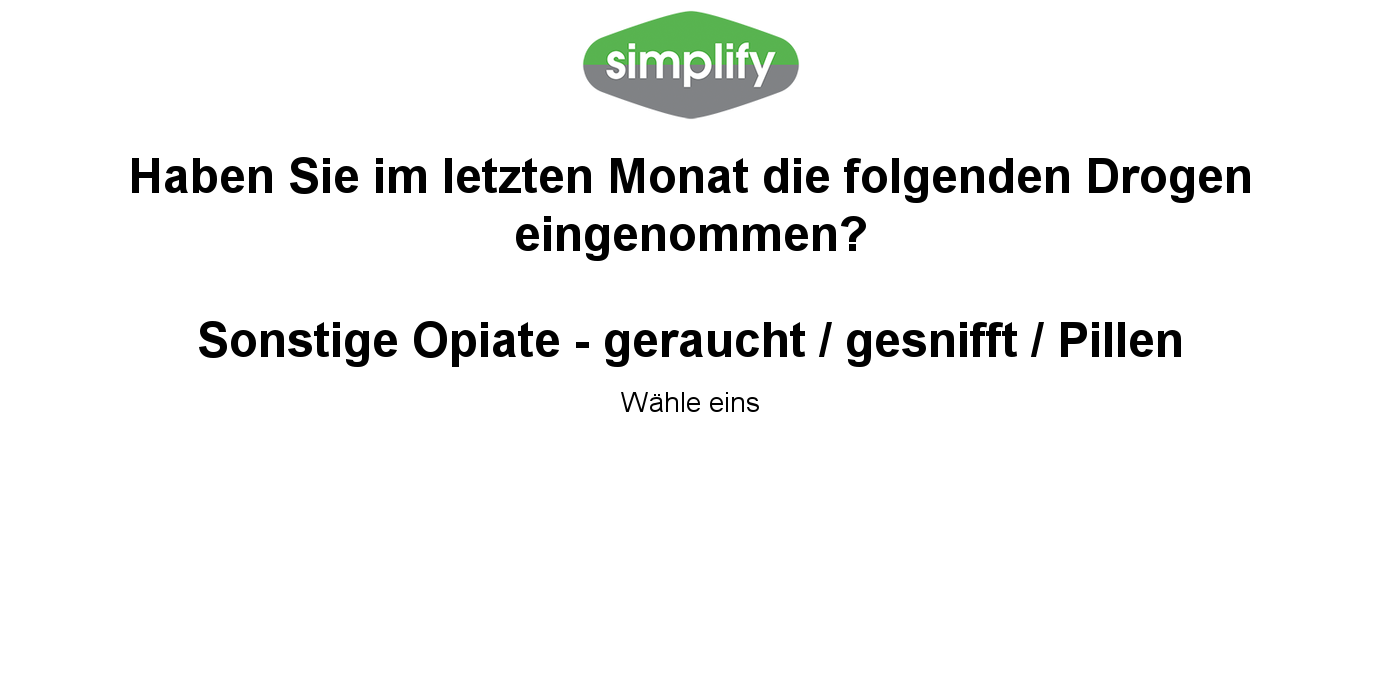 simplify
Haben Sie im letzten Monat die folgenden Drogen
eingenommen?
Sonstige Opiate - geraucht / gesnifft / Pillen
Wähle eins